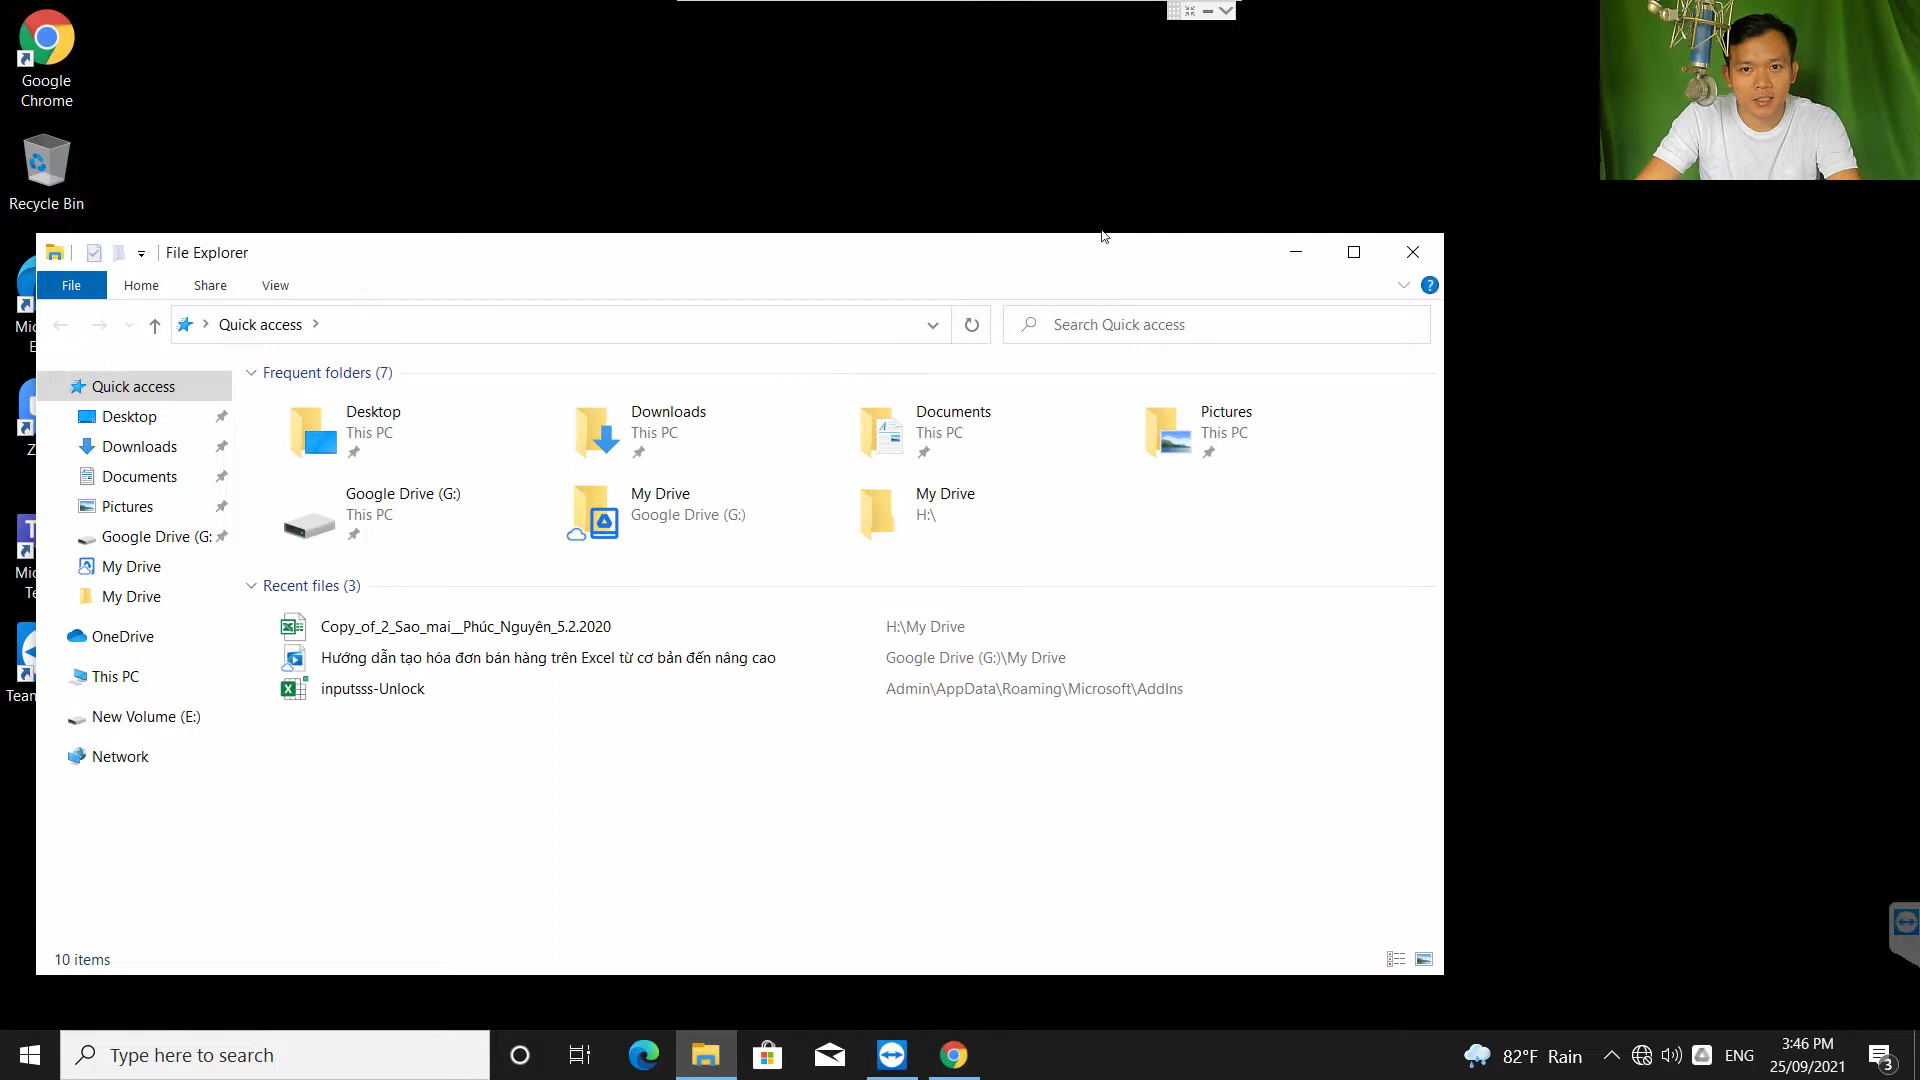 Google
Chrome
Recycle Bin
File Explorer
File
Home
Share
View
Quick access
Search Quick access
Quick access
Desktop
Downloads
Documents
Pictures
Google Drive (G:
My Drive
My Drive
OneDrive
This PC
New Volume (E:)
Network
Frequent folders (7)
Desktop
This PC
Downloads
This PC
Documents
This PC
Pictures
This PC
Google Drive (G:)
This PC
My Drive
Google Drive (G:)
My Drive
H:\
Recent files (3)
Copy_of_2_Sao_mai__Phúc_Nguyên_5.2.2020
H:\My Drive
Hướng dẫn tạo hóa đơn bán hàng trên Excel từ cơ bản đến nâng cao
Google Drive (G:)\My Drive
inputsss-Unlock
Admin\AppData\Roaming\Microsoft\AddIns
10 items
Mic
E
Z
Mic
Te
Team
Type here to search
82°F Rain
ENG
3:46 PM
25/09/2021
3